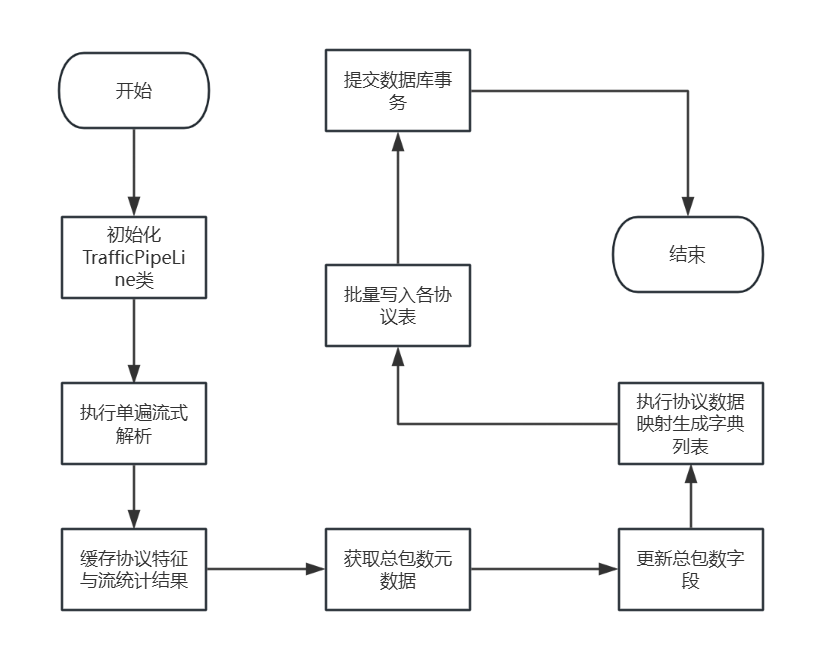 开始
初始化
TrafficPipeLi
ne类
执行单遍流式
解析
缓存协议特征
与流统计结果
获取总包数元
数据
更新总包数字
段
执行协议数据
映射生成字典
列表
批量写入各协
议表
提交数据库事
务
结束